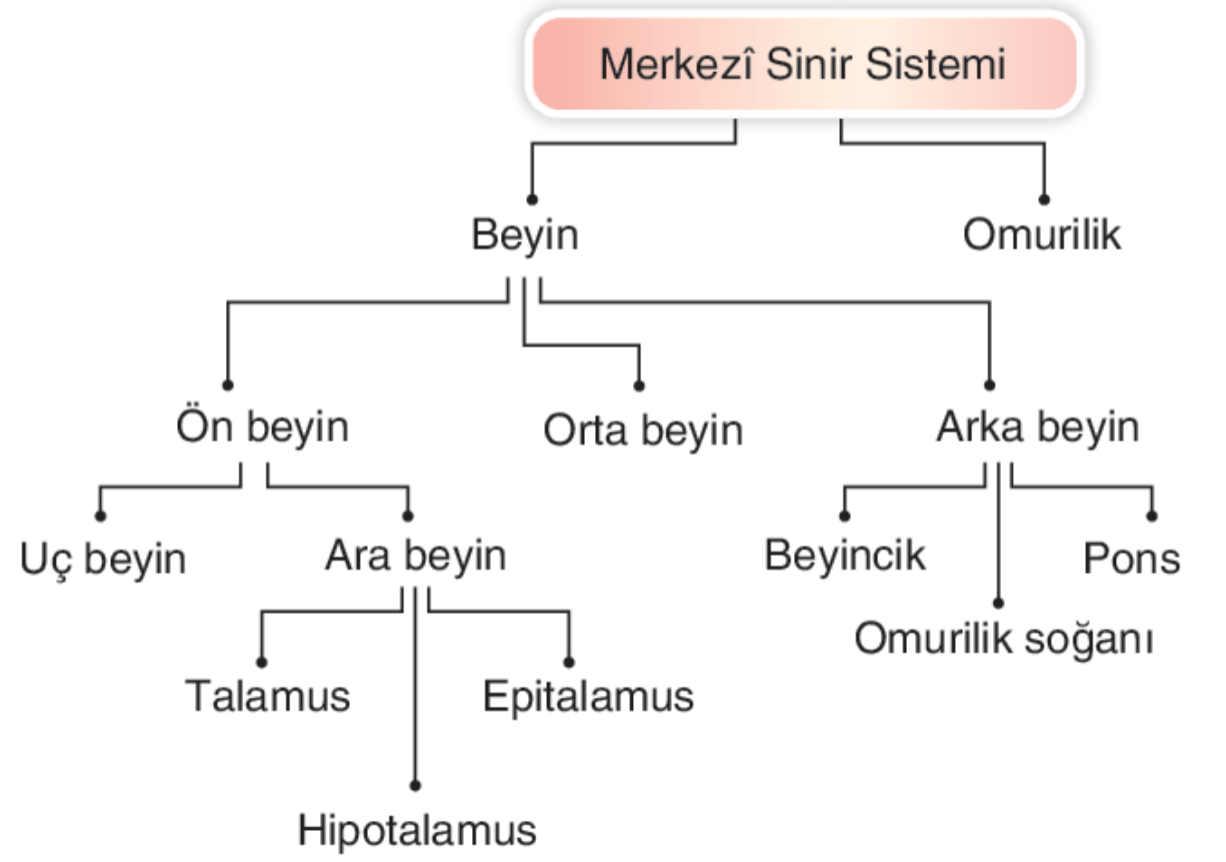 Merkezî Sinir Sistemi
Beyin
Omurilik
Ön beyin
Orta beyin
Arka beyin
Uç beyin
Ara beyin
Beyincik
Pons
Omurilik soğanı
Talamus
Epitalamus
Hipotalamus